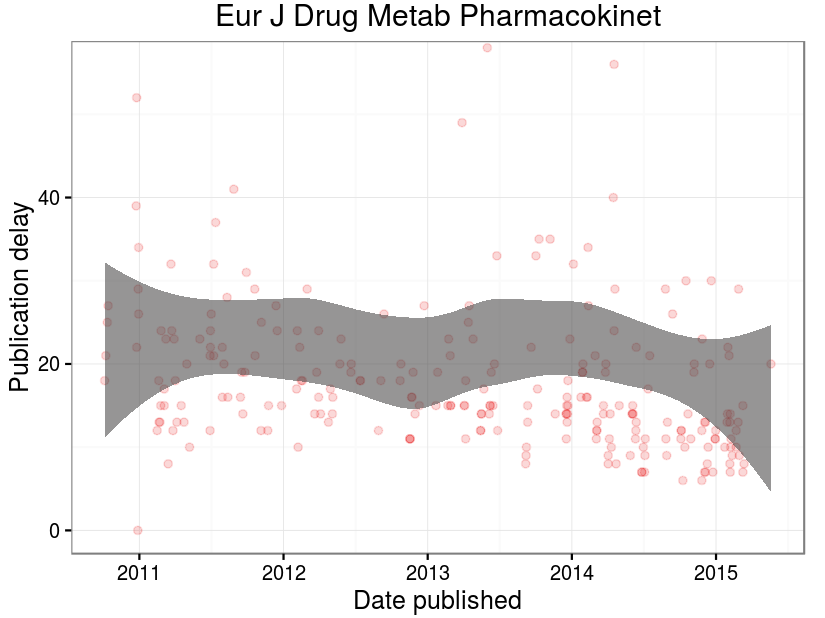 Eur J Drug Metab Pharmacokinet
Publication delay
40
20
0
2011 2012 2013 2014 2015
Date published